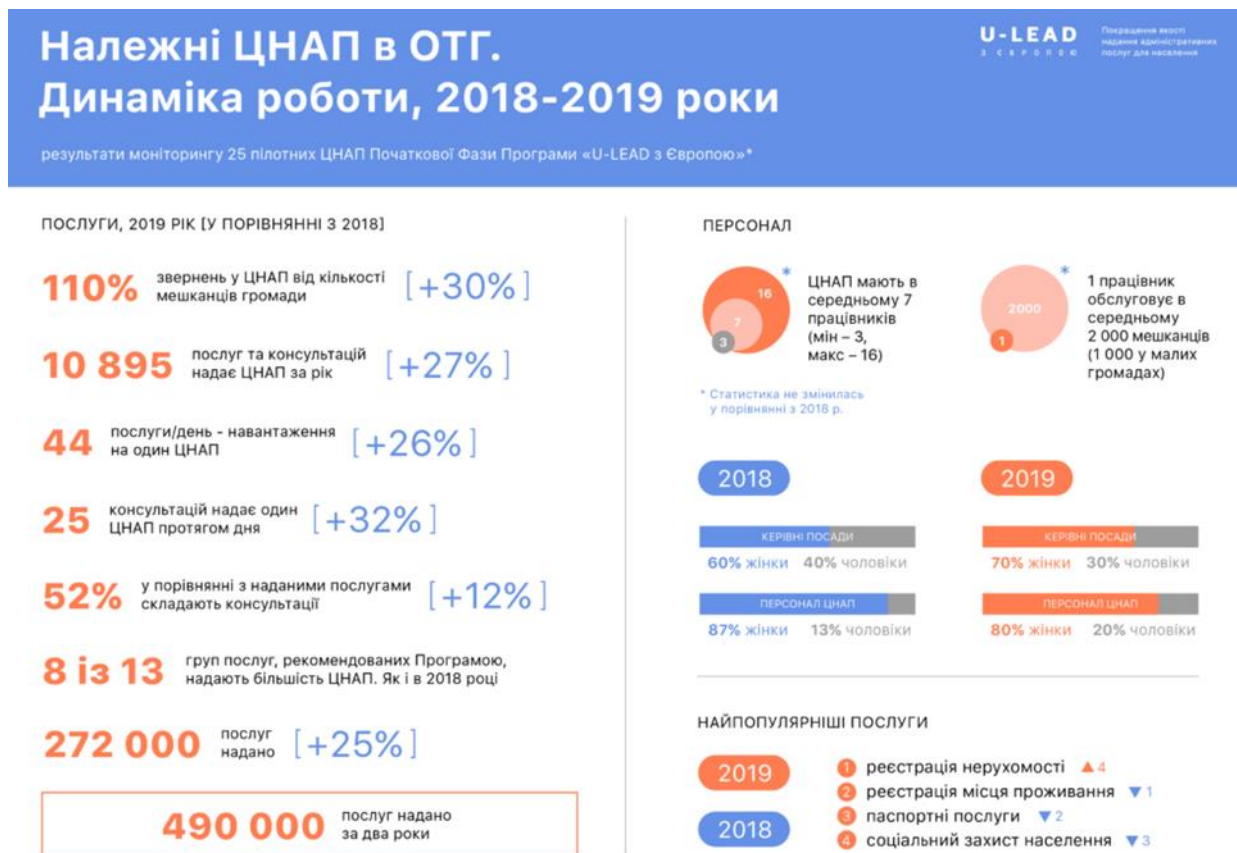 Належні ЦНАП в ОТГ.
Динаміка роботи, 2018-2019 роки
результати моніторингу 25 пілотних ЦНАП Початкової Фази Програми «U-LEAD з Європою»*
U-LEAD
З ЄВРОПОЮ
Покращення якості
надання адміністративних
послуг для населення
ПОСЛУГИ, 2019 РІК [У ПОРІВНЯННІ З 2018]
110% звернень у ЦНАП від кількості
мешканців громади [+30%]
10 895 послуг та консультацій
надає ЦНАП за рік [+27%]
44 послуги/день - навантаження
на один ЦНАП [+26%]
25 консультацій надає один
ЦНАП протягом дня [+32%]
52% у порівнянні з наданими послугами
складають консультації [+12%]
8 із 13 груп послуг, рекомендованих Програмою,
надають більшість ЦНАП. Як і в 2018 році
272 000 послуг
надано [+25%]
490 000 послуг надано
за два роки
ПЕРСОНАЛ
16
7
3
*
ЦНАП мають в
середньому 7
працівників
(мін – 3,
макс – 16)
2000
1
*
1 працівник
обслуговує в
середньому
2 000 мешканців
(1 000 у малих
громадах)
* Статистика не змінилась
у порівнянні з 2018 р.
2018
КЕРІВНІ ПОСАДИ
60% жінки 40% чоловіки
ПЕРСОНАЛ ЦНАП
87% жінки 13% чоловіки
2019
КЕРІВНІ ПОСАДИ
70% жінки 30% чоловіки
ПЕРСОНАЛ ЦНАП
80% жінки 20% чоловіки
НАЙПОПУЛЯРНІШІ ПОСЛУГИ
2019
2018
1 реєстрація нерухомості ▲4
2 реєстрація місця проживання ▼1
3 паспортні послуги ▼2
4 соціальний захист населення ▼3